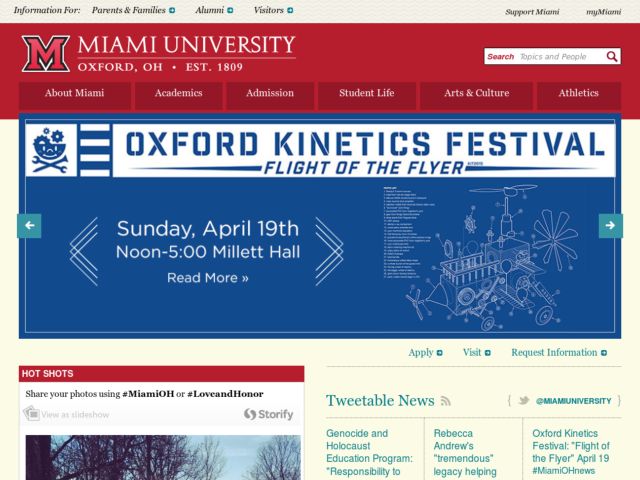 Information For: Parents & Families Alumni Visitors Support Miami myMiami
M MIAMI UNIVERSITY
OXFORD, OH • EST. 1809
Search Topics and People
About Miami Academics Admission Student Life Arts & Culture Athletics
OXFORD KINETICS FESTIVAL
FLIGHT OF THE FLYER
Sunday, April 19th
Noon-5:00 Millett Hall
Read More »
Apply Visit Request Information
HOT SHOTS
Share your photos using #MiamiOH or #LoveandHonor
View as slideshow Storify
Tweetable News { @MIAMIUNIVERSITY }
Genocide and
Holocaust
Education Program:
"Responsibility to
Rebecca
Andrew's
"tremendous"
legacy helping
Oxford Kinetics
Festival: "Flight of
the Flyer" April 19
#MiamiOHnews